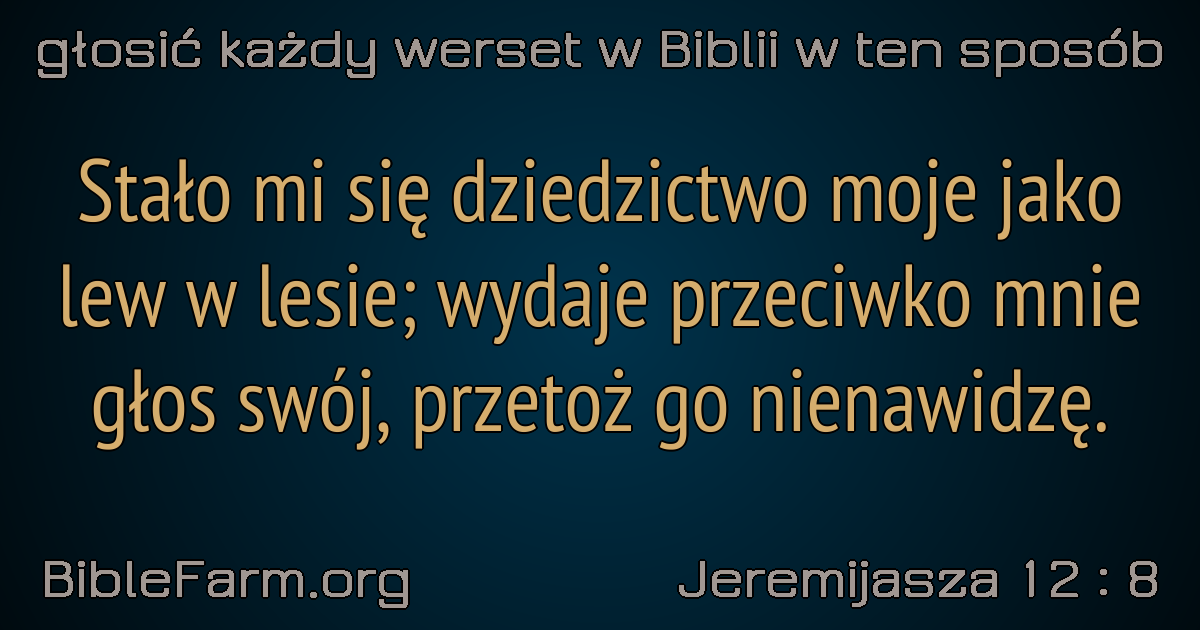 głosić każdy werset w Biblii w ten sposób
Stało mi się dziedzictwo moje jako
lew w lesie; wydaje przeciwko mnie
głos swój, przetoż go nienawidzę.
BibleFarm.org
Jeremijasza 12 : 8